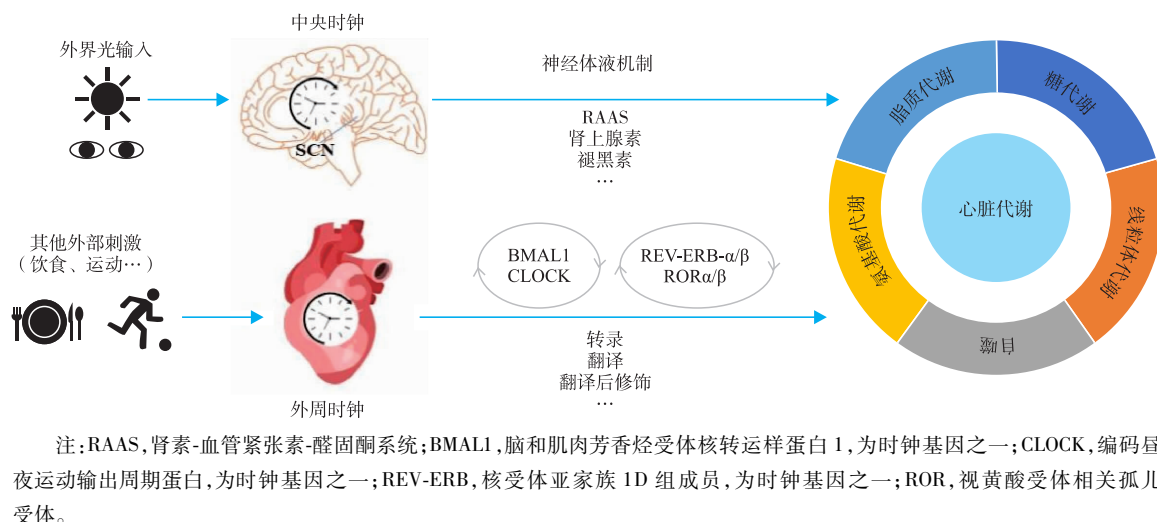 中央时钟
外界光输入
SCN
神经体液机制
RAAS
肾上腺素
褪黑素
…
其他外部刺激
（饮食、运动…）
外周时钟
BMAL1
CLOCK
REV-ERB-α/β
RORα/β
转录
翻译
翻译后修饰
…
脂质代谢
糖代谢
氨基酸代谢
线粒体代谢
自噬
心脏代谢
注：RAAS，肾素-血管紧张素-醛固酮系统；BMAL1，脑和肌肉芳香烃受体核转运样蛋白 1，为时钟基因之一；CLOCK，编码昼
夜运动输出周期蛋白，为时钟基因之一；REV-ERB，核受体亚家族 1D 组成员，为时钟基因之一；ROR，视黄酸受体相关孤儿
受体。